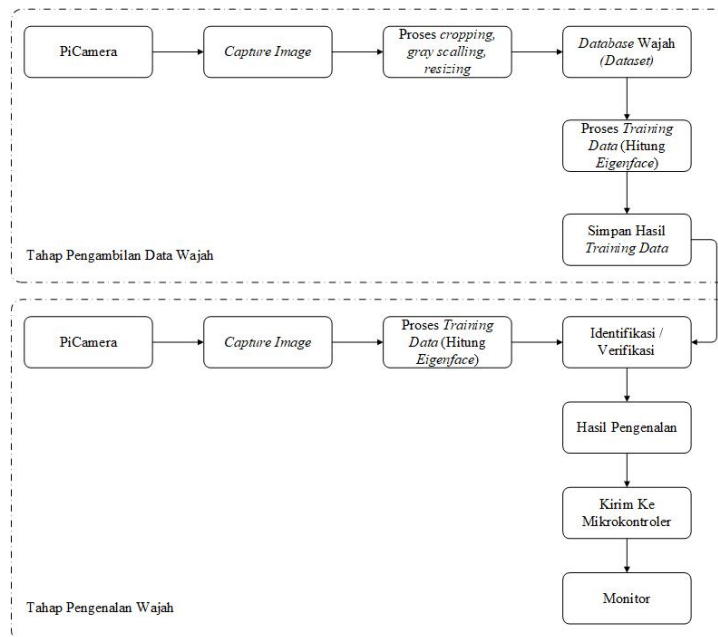 PiCamera
Capture Image
Proses cropping,
gray scalling,
resizing
Database Wajah
(Dataset)
Proses Training
Data (Hitung
Eigenface)
Simpan Hasil
Training Data
Tahap Pengambilan Data Wajah
PiCamera
Capture Image
Proses Training
Data (Hitung
Eigenface)
Identifikasi /
Verifikasi
Hasil Pengenalan
Kirim Ke
Mikrokontroler
Monitor
Tahap Pengenalan Wajah